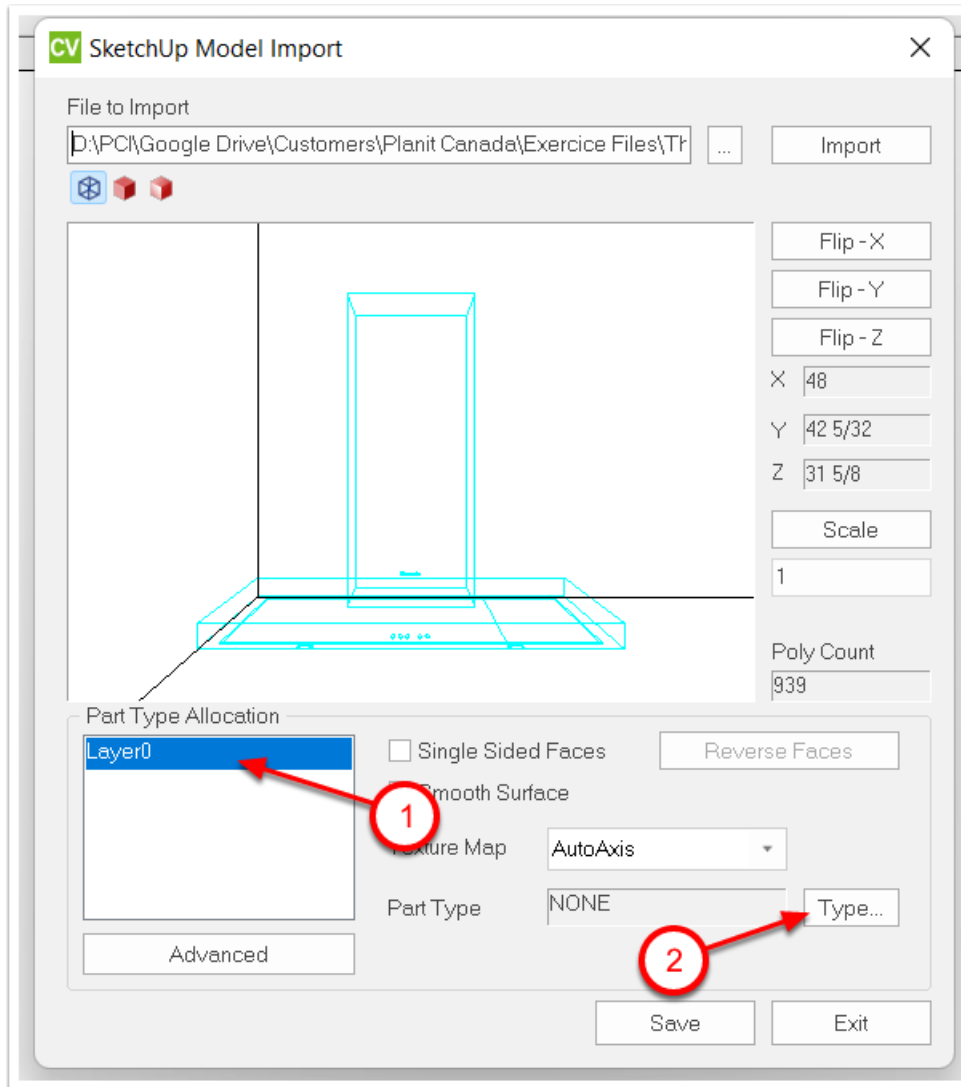 CV SketchUp Model Import
File to Import
D:\PCI\Google Drive\Customers\Planit Canada\Exercice Files\Th
...
Import
Flip - X
Flip - Y
Flip - Z
X 48
Y 42 5/32
Z 31 5/8
Scale
1
Poly Count
939
Part Type Allocation
Layer0
Single Sided Faces
Reverse Faces
1
Smooth Surface
Texture Map AutoAxis
Part Type NONE Type...
2
Advanced
Save Exit